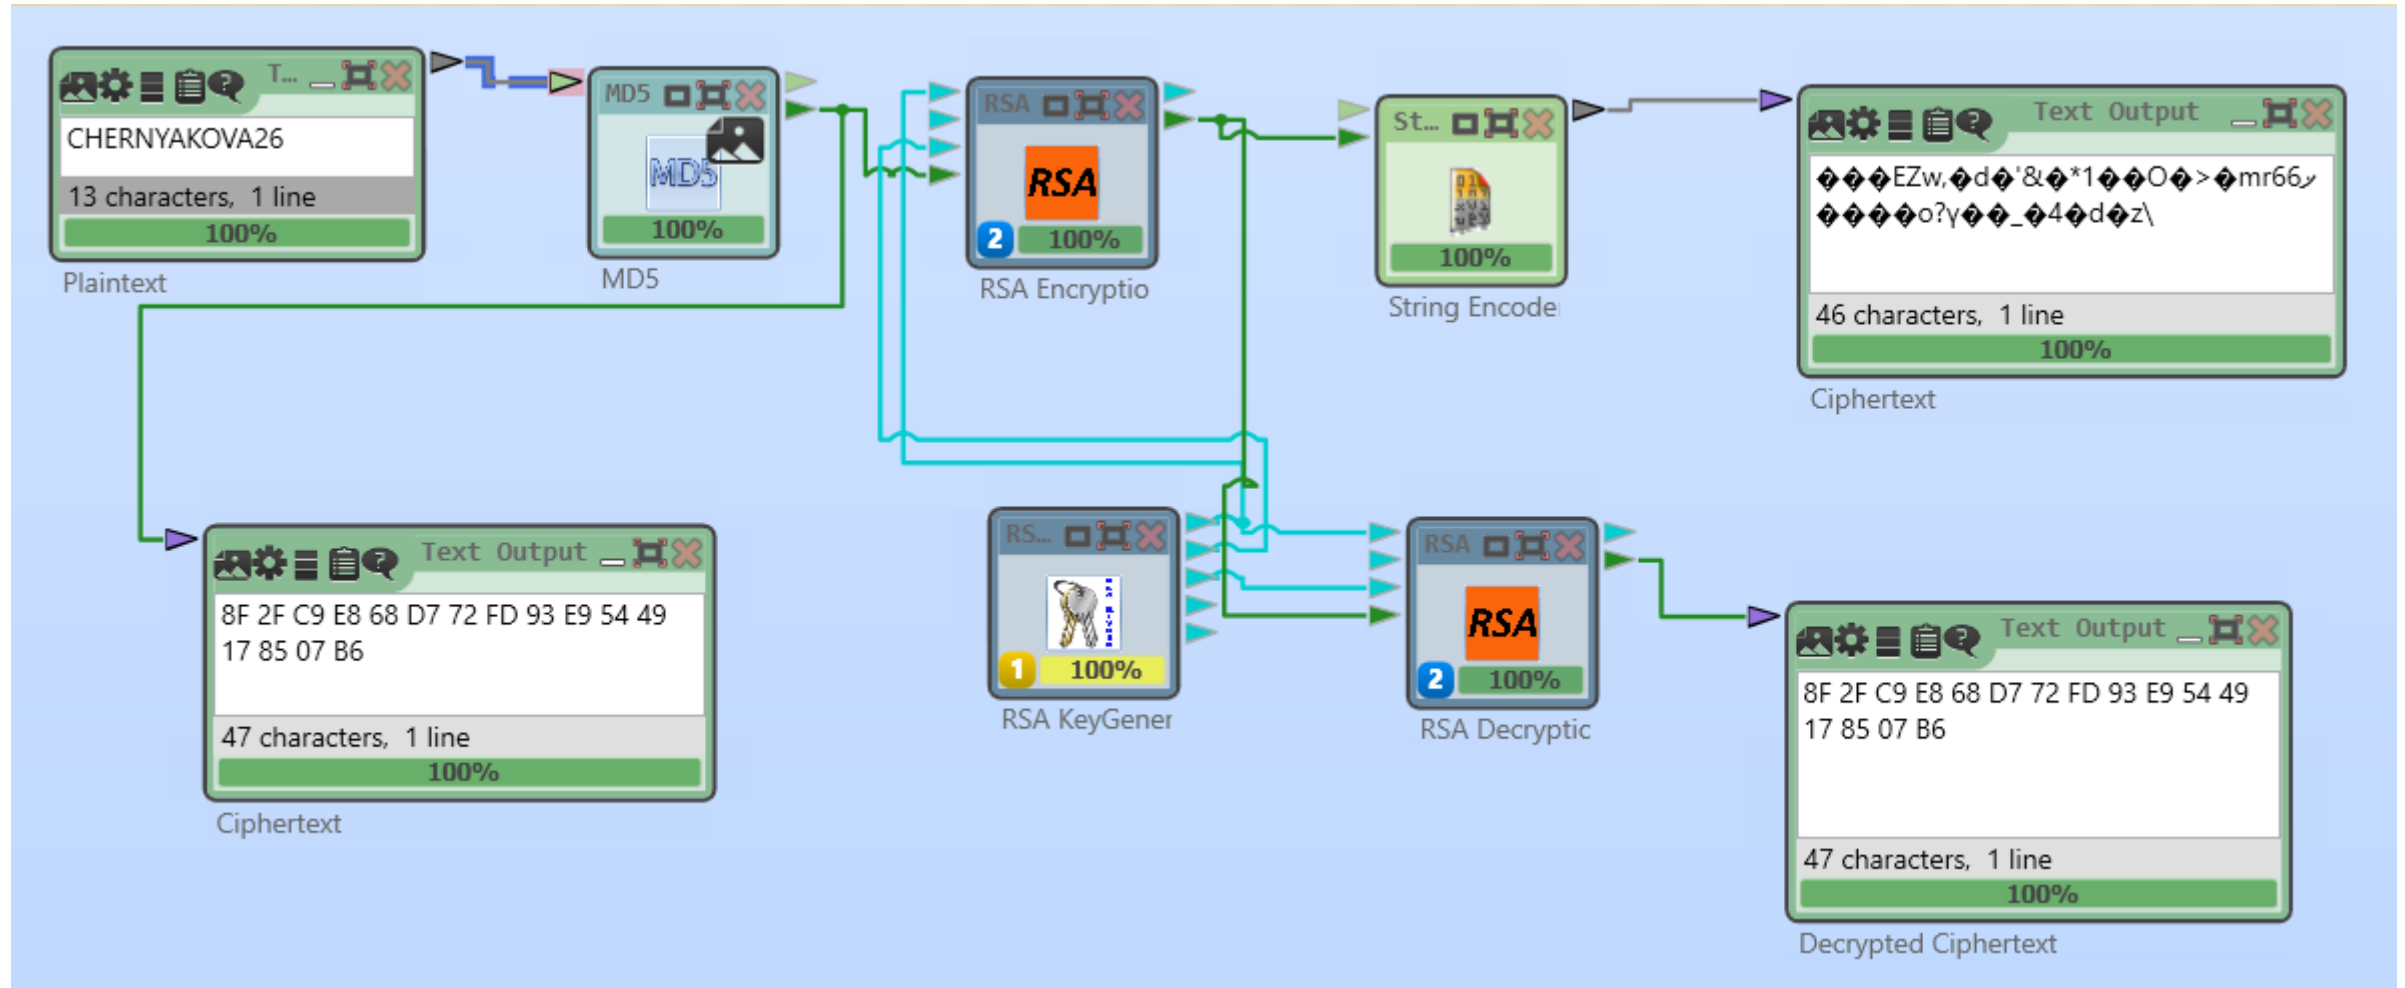 T...
CHERNYAKOVA26
13 characters, 1 line
100%
Plaintext
MD5
MD5
100%
MD5
RSA
RSA
2
100%
RSA Encryptio
St...
100%
String Encode
Text Output
���EZw,�d�'&�*1��O�>�mr66
����o?γ��_�4�d�z\
46 characters, 1 line
100%
Ciphertext
Text Output
8F 2F C9 E8 68 D7 72 FD 93 E9 54 49
17 85 07 B6
47 characters, 1 line
100%
Ciphertext
RS...
1
100%
RSA KeyGener
RSA
RSA
2
100%
RSA Decryptic
Text Output
8F 2F C9 E8 68 D7 72 FD 93 E9 54 49
17 85 07 B6
47 characters, 1 line
100%
Decrypted Ciphertext